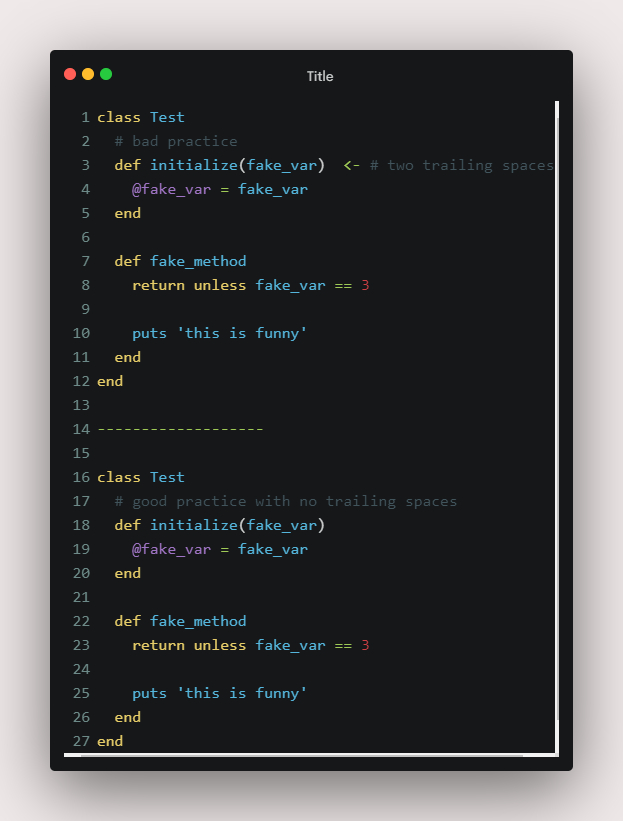 Title
1 class Test
2   # bad practice
3   def initialize(fake_var)  <- # two trailing spaces
4     @fake_var = fake_var
5   end
6
7   def fake_method
8     return unless fake_var == 3
9
10     puts 'this is funny'
11   end
12 end
13
14 -------------------
15
16 class Test
17   # good practice with no trailing spaces
18   def initialize(fake_var)
19     @fake_var = fake_var
20   end
21
22   def fake_method
23     return unless fake_var == 3
24
25     puts 'this is funny'
26   end
27 end